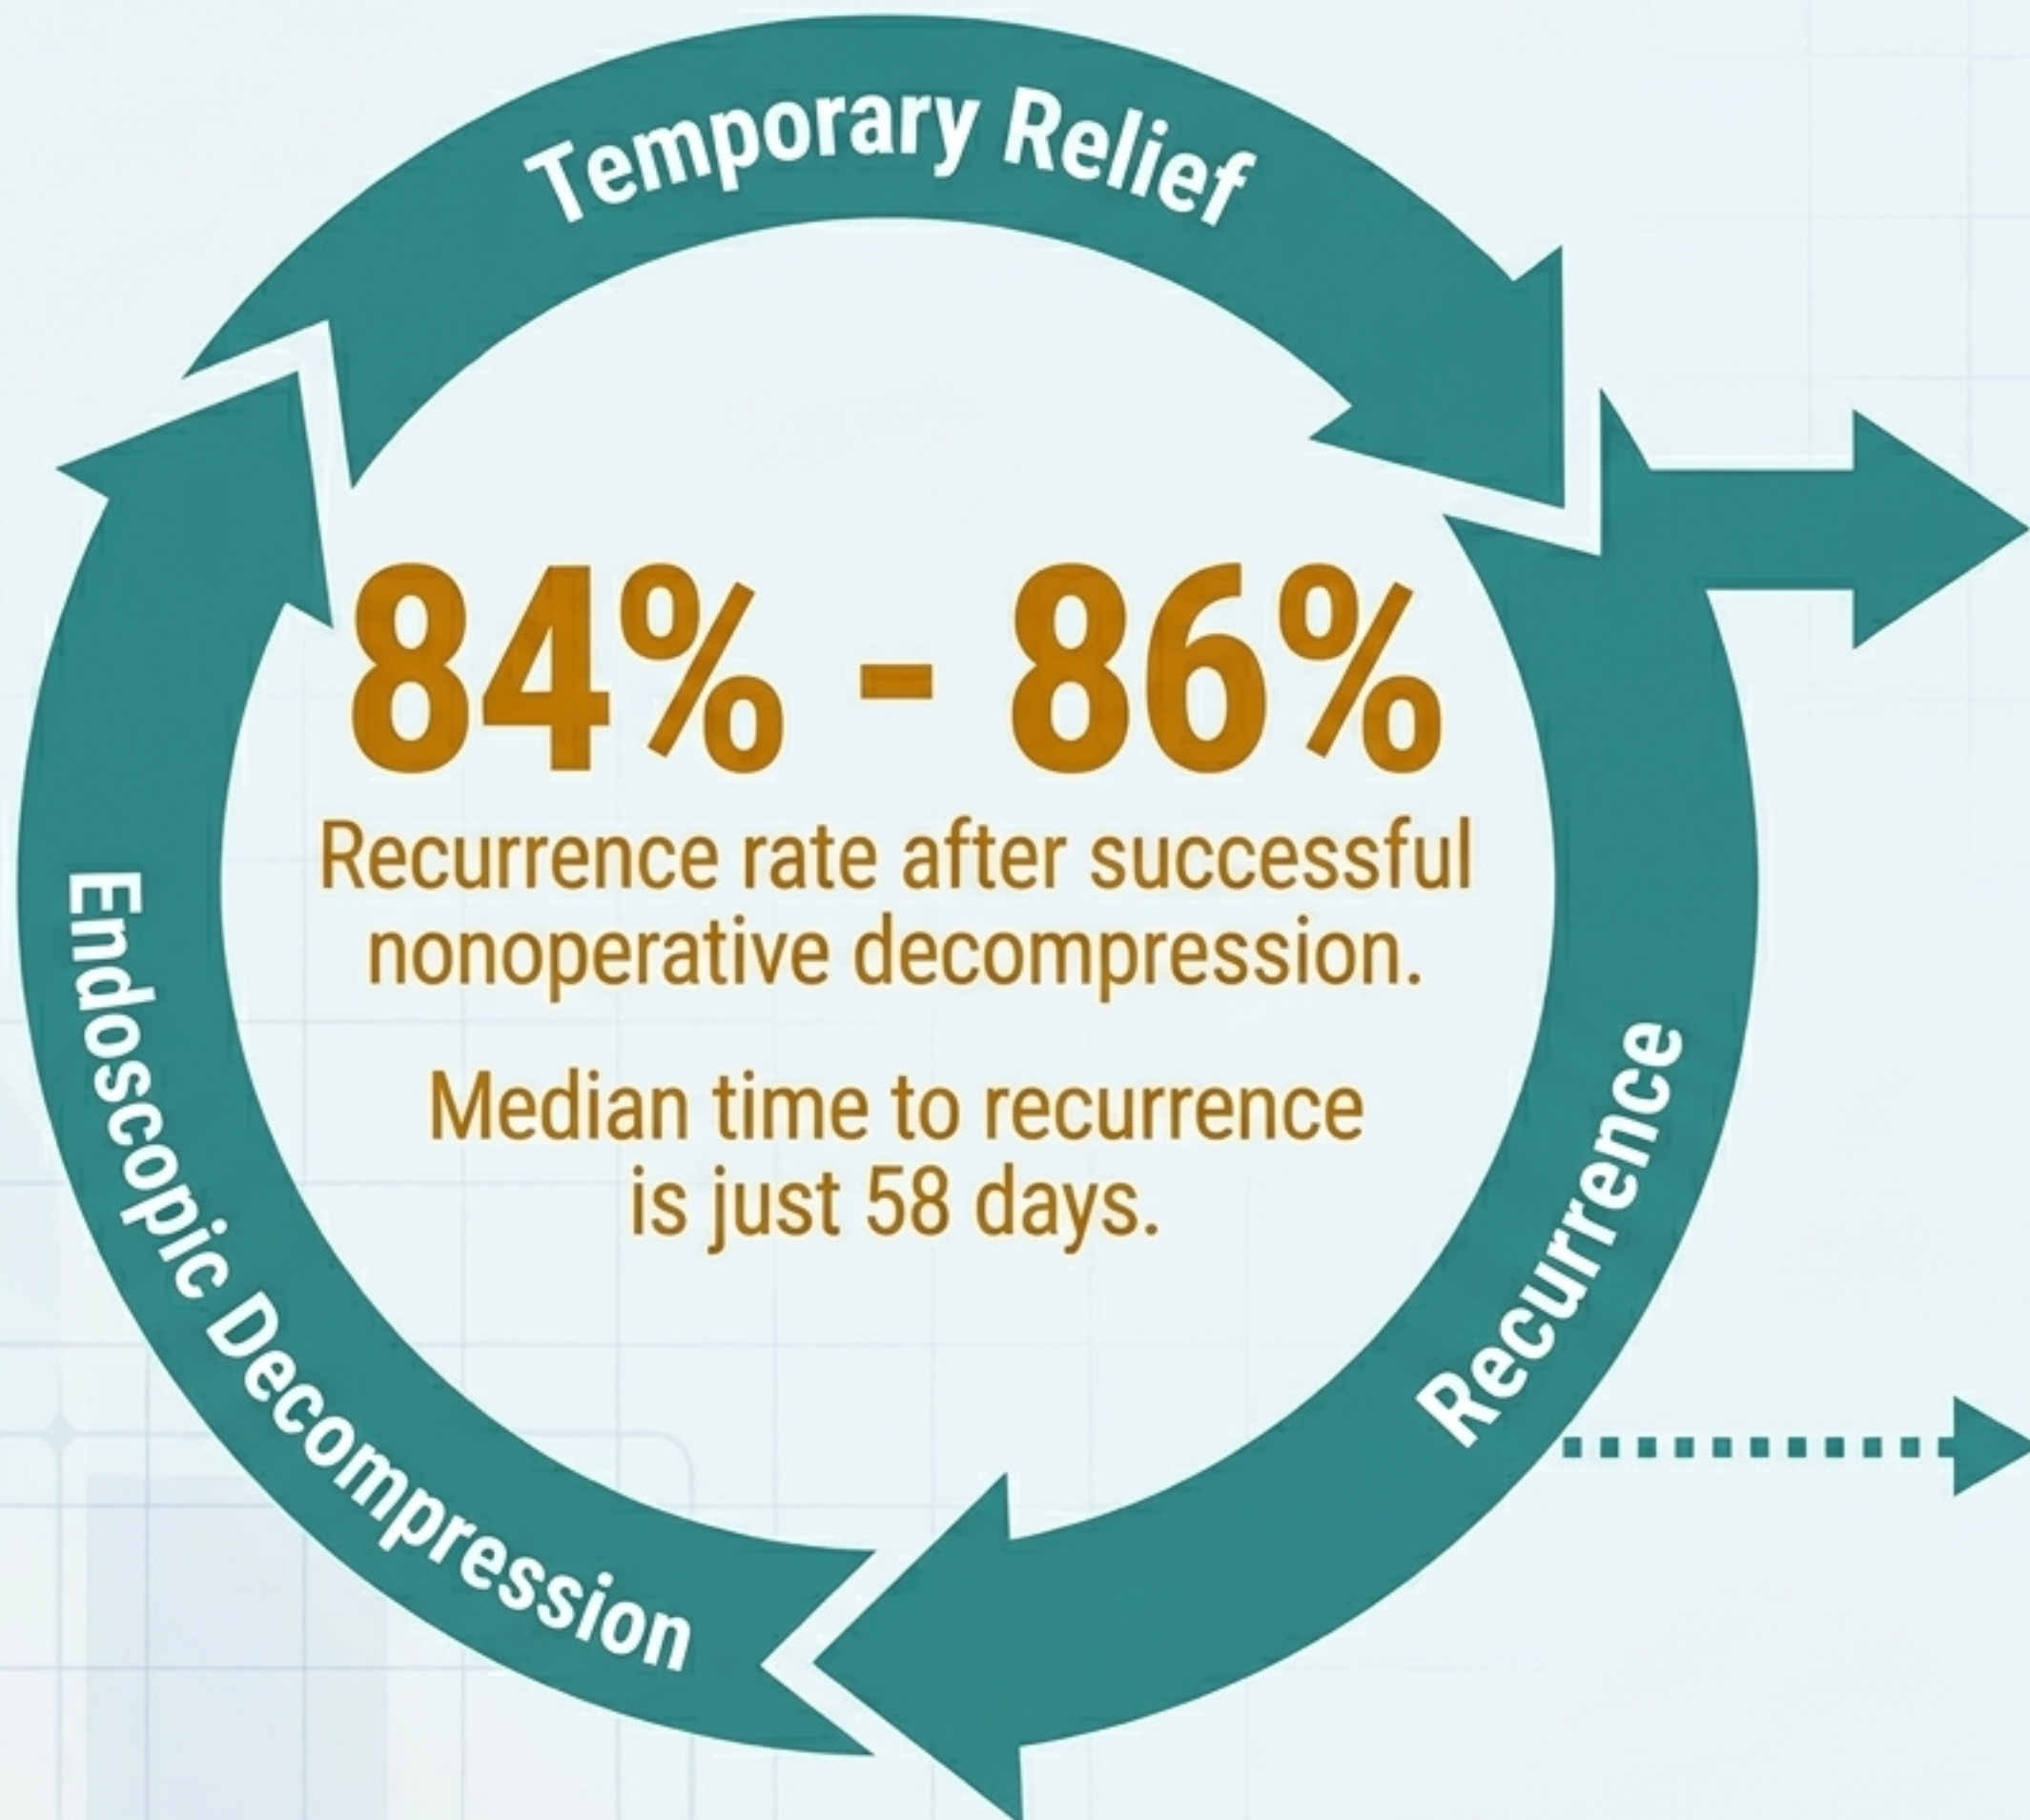 Temporary Relief
84% - 86%
Recurrence rate after successful
nonoperative decompression.
Median time to recurrence
is just 58 days.
Recurrence
Endoscopic Decompression